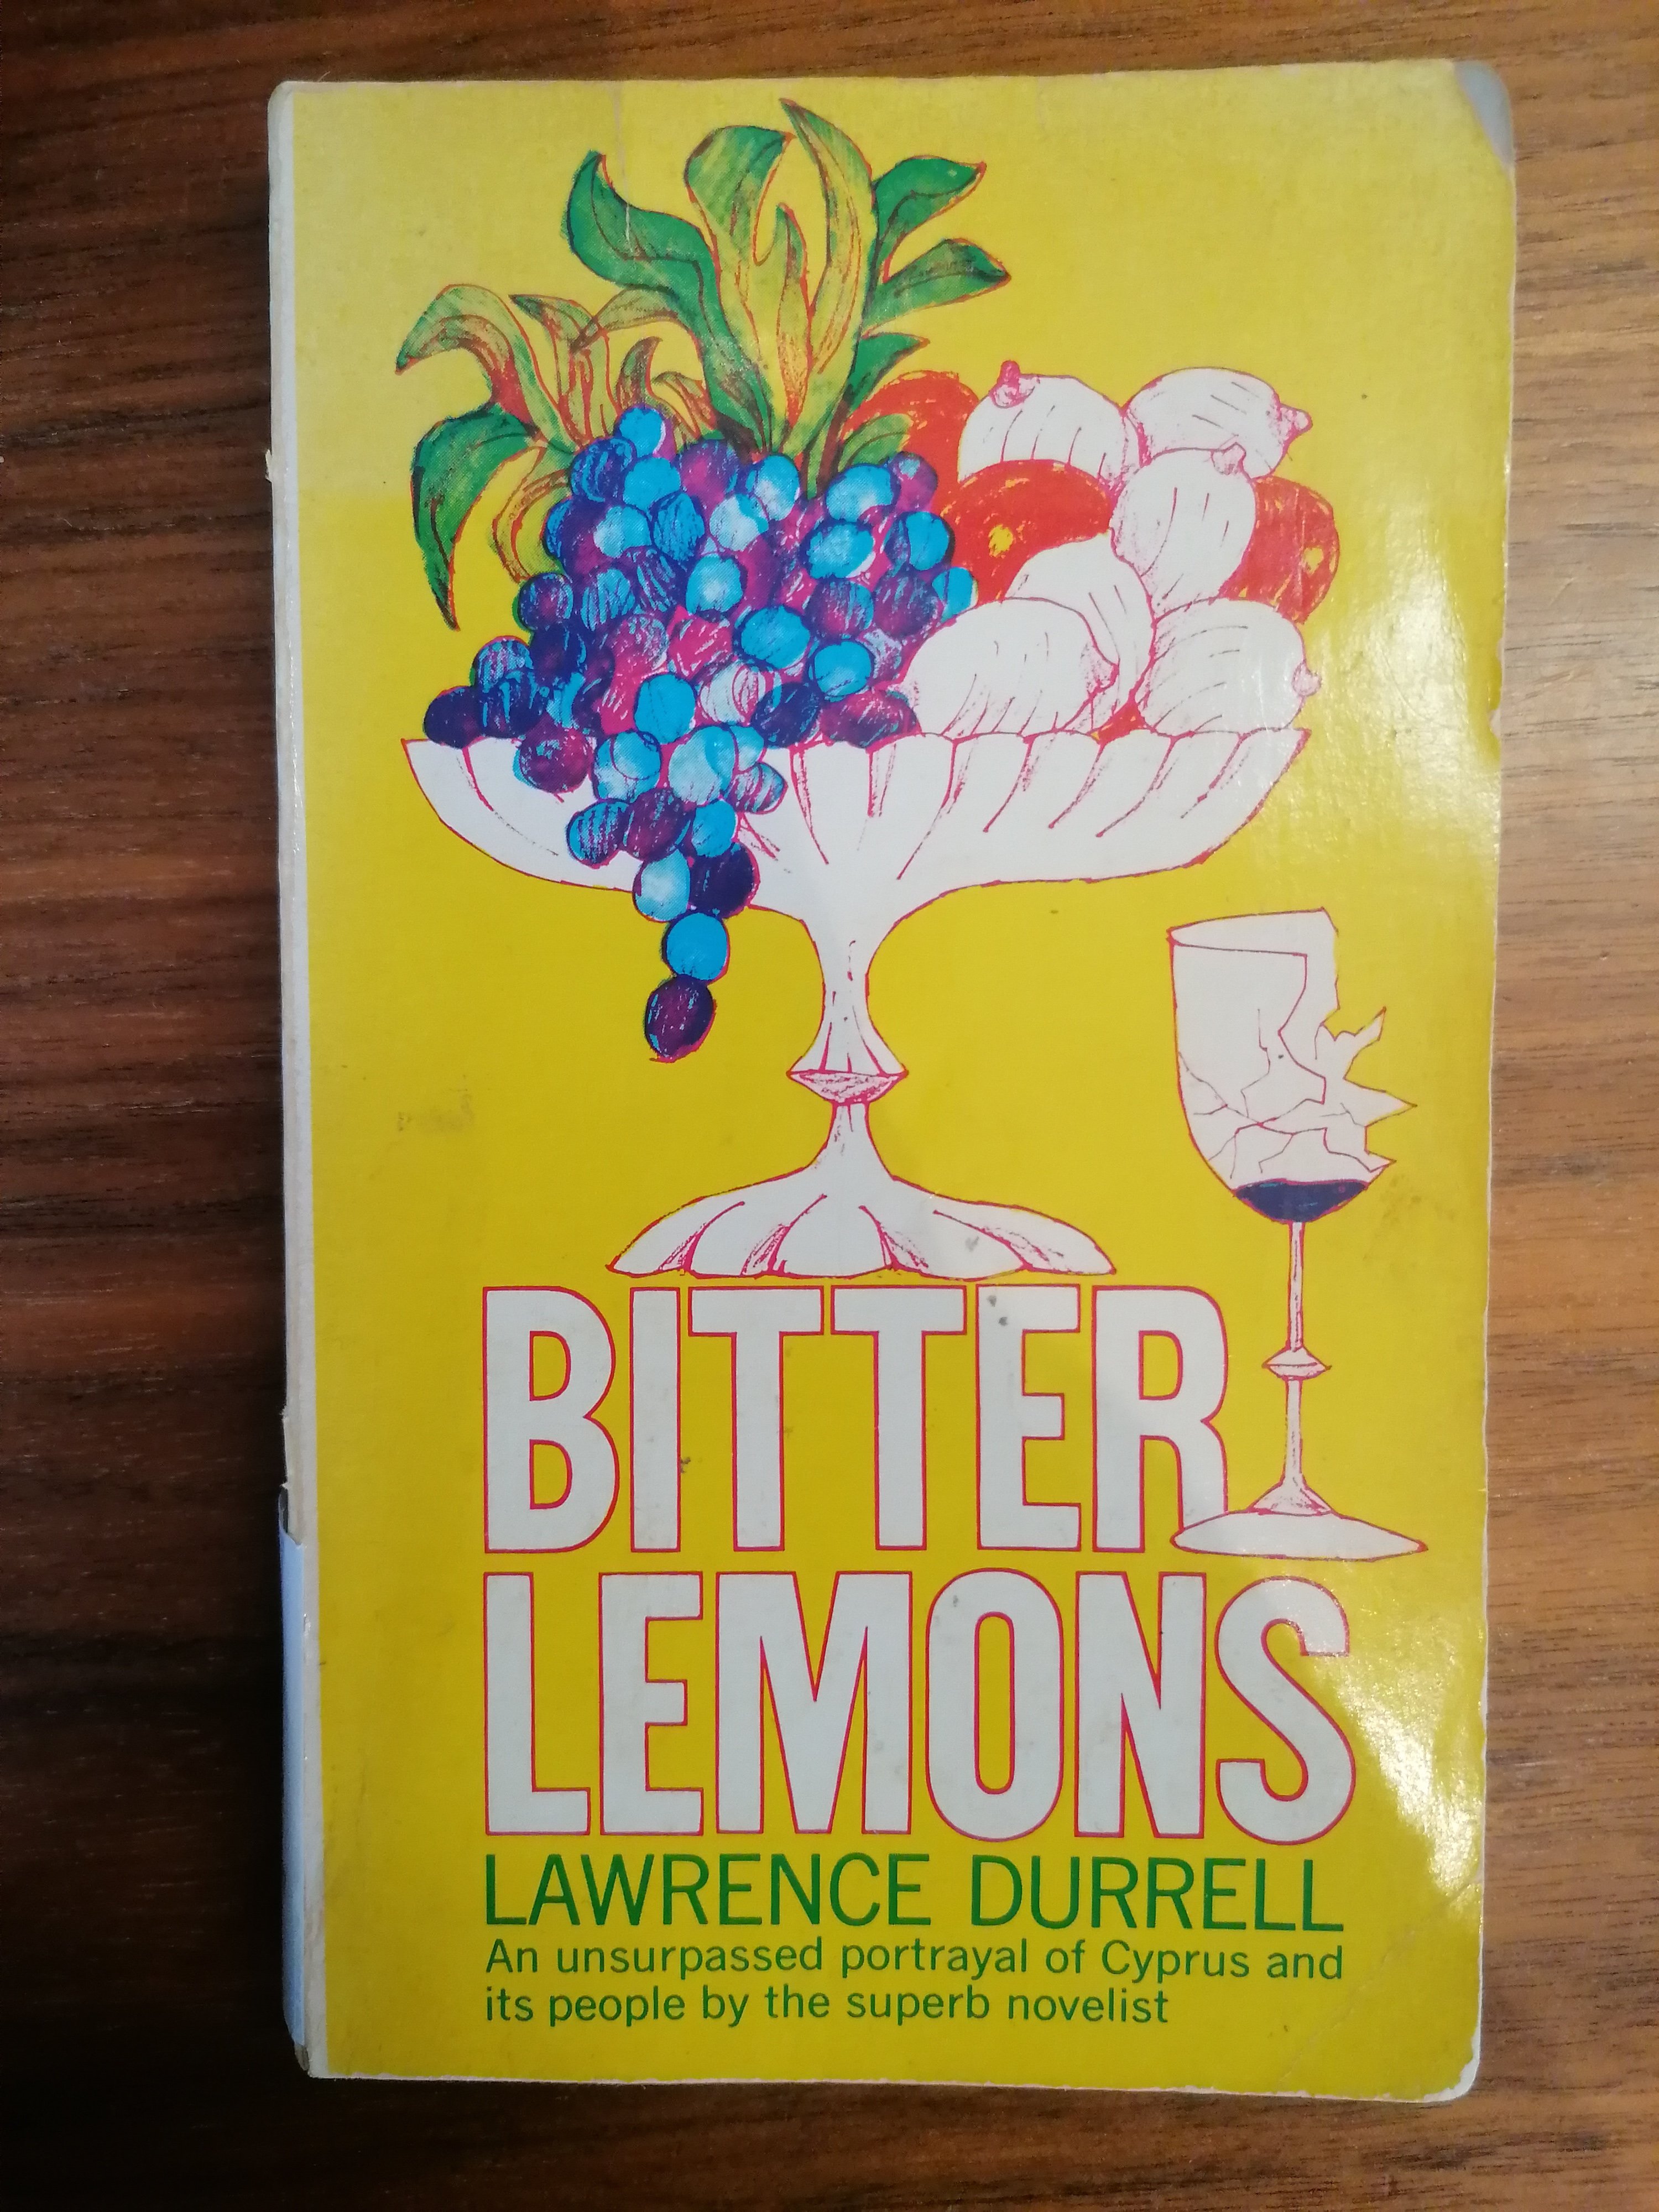 BITTER
LEMONS
LAWRENCE DURRELL
An unsurpassed portrayal of Cyprus and
its people by the superb novelist